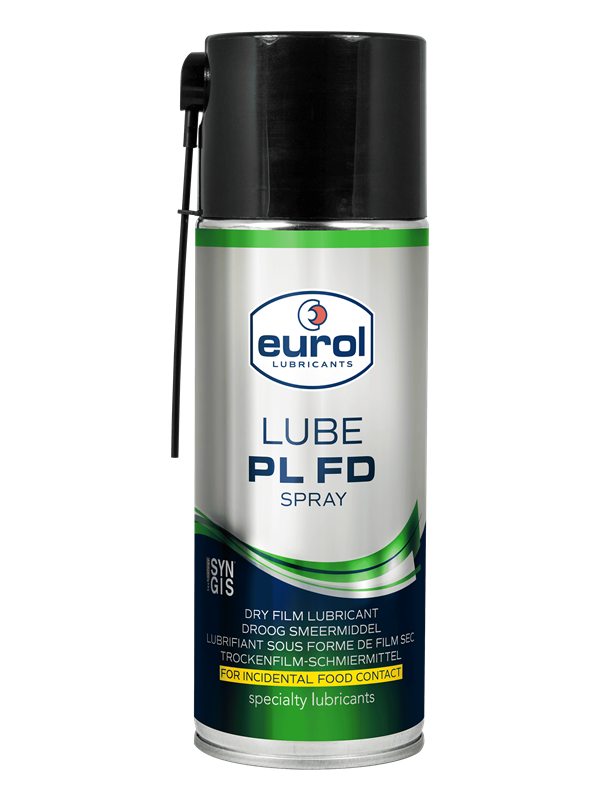 eurol
LUBRICANTS
LUBE
PL FD
SPRAY
SYN
GIS
DRY FILM LUBRICANT
DROOG SMEERMIDDEL
LUBRIFIANT SOUS FORME DE FILM SEC
TROCKENFILM-SCHMIERMITTEL
FOR INCIDENTAL FOOD CONTACT
specialty lubricants